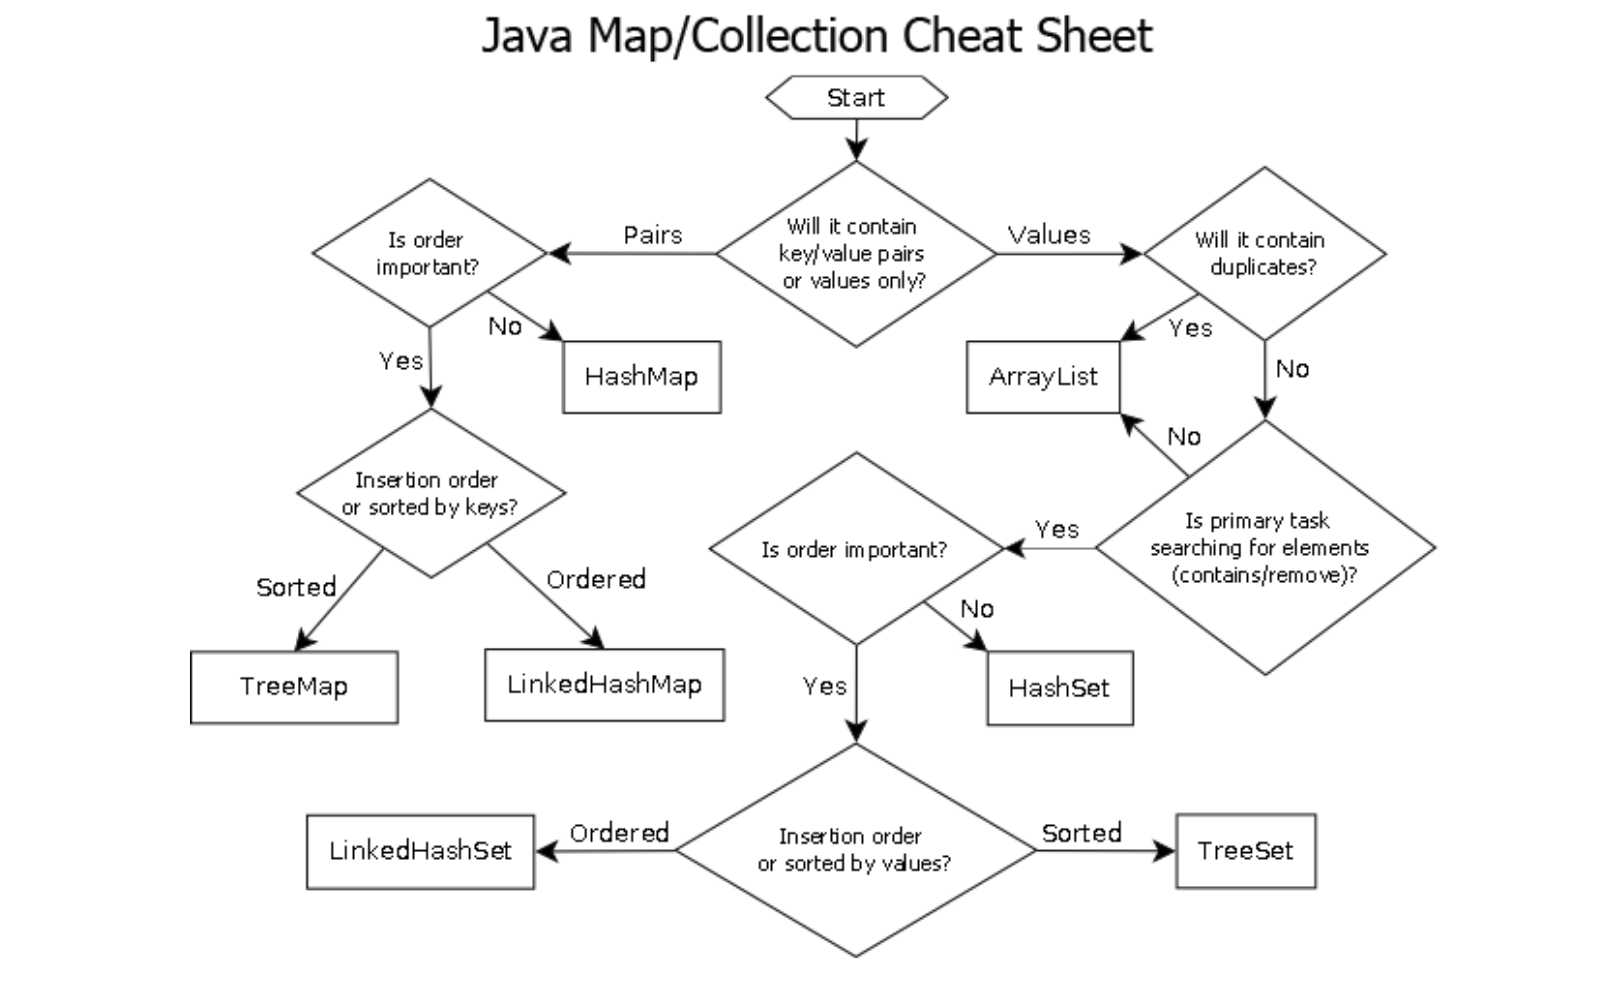 Java Map/Collection Cheat Sheet
Start
Is order
important?
Pairs
Will it contain
key/value pairs
or values only?
Values
Will it contain
duplicates?
No
HashMap
Yes
Yes
ArrayList
No
No
Insertion order
or sorted by keys?
Sorted
Ordered
TreeMap
LinkedHashMap
Is order important?
Yes
Is primary task
searching for elements
(contains/remove)?
No
HashSet
Yes
LinkedHashSet
Ordered
Insertion order
or sorted by values?
Sorted
TreeSet